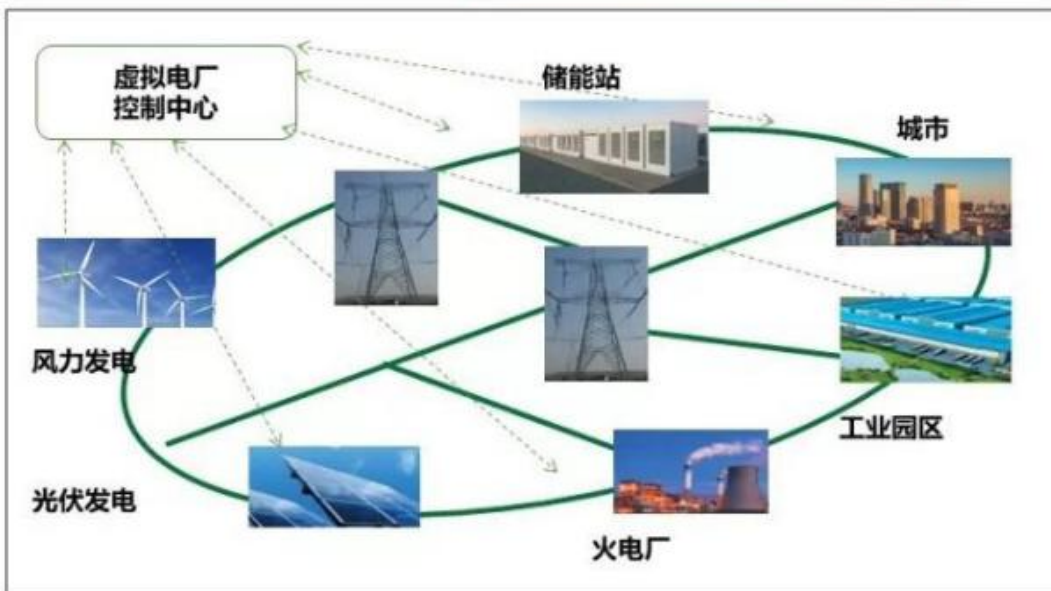 虚拟电厂
控制中心
储能站
城市
风力发电
工业园区
光伏发电
火电厂